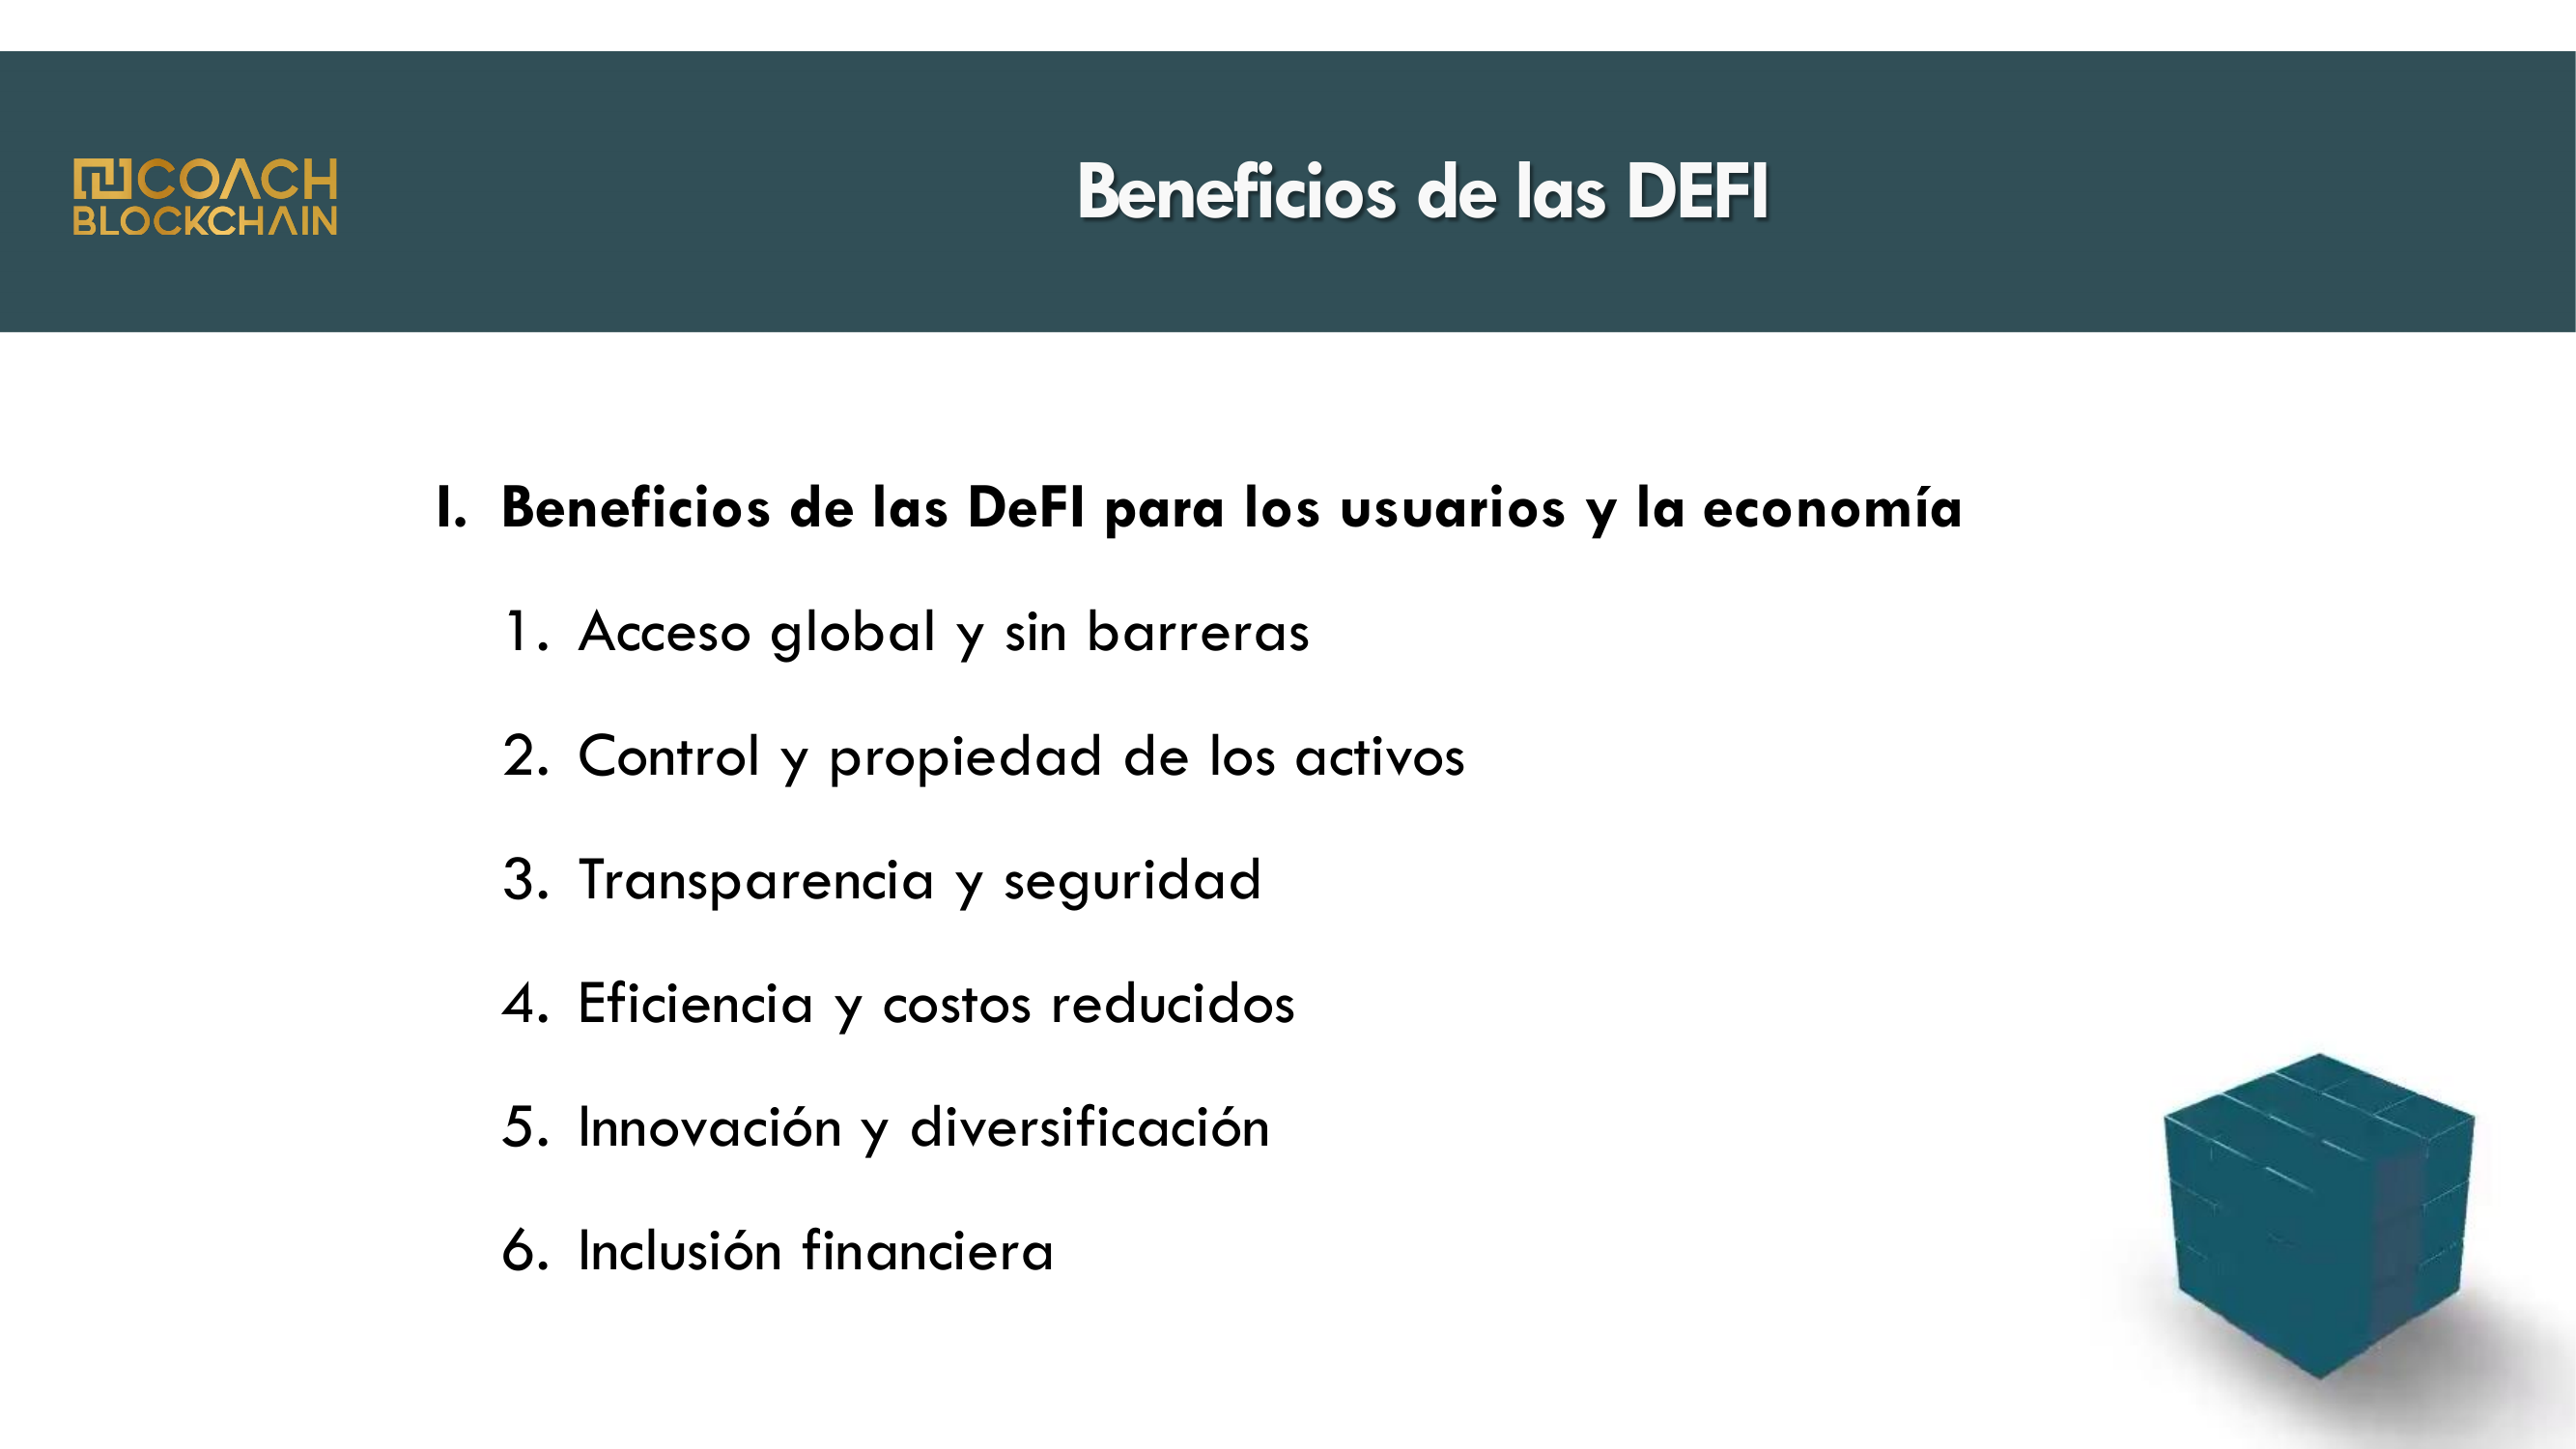 COACH
BLOCKCHAIN
Beneficios de las DEFI
I. Beneficios de las DeFI para los usuarios y la economía
1. Acceso global y sin barreras
2. Control y propiedad de los activos
3. Transparencia y seguridad
4. Eficiencia y costos reducidos
5. Innovación y diversificación
6. Inclusión financiera